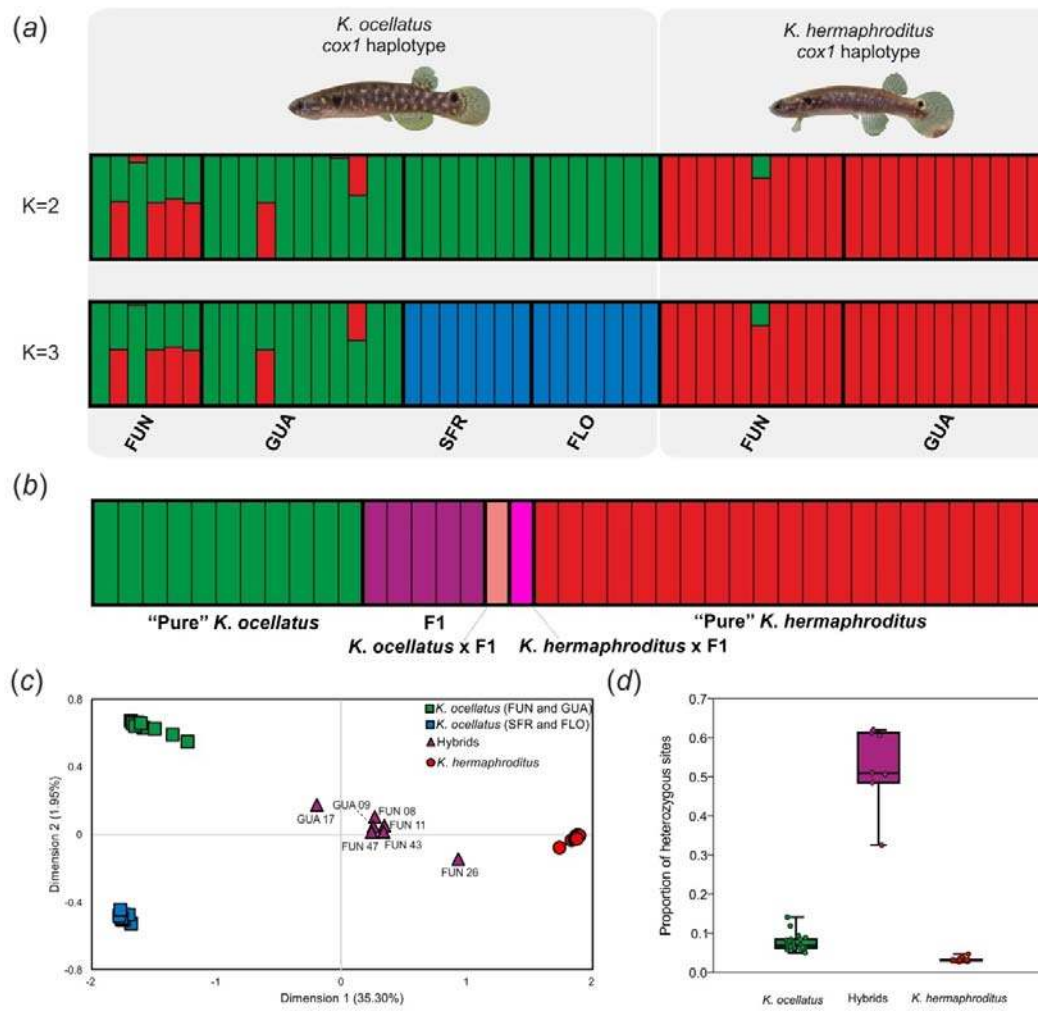 (a)
K. ocellatus
cox1 haplotype
K. hermaphroditus
cox1 haplotype
K=2
K=3
FUN
GUA
SFR
FLO
FUN
GUA
(b)
"Pure" K. ocellatus
F1
"Pure" K. hermaphroditus
K. ocellatus x F1
K. hermaphroditus x F1
(c)
0.8
0.4
0
-0.4
-0.8
Dimension 2 (1.95%)
K. ocellatus (FUN and GUA)
K. ocellatus (SFR and FLO)
Hybrids
K. hermaphroditus
GUA 09
FUN 08
GUA 17
FUN 11
FUN 47
FUN 43
FUN 26
-2
-1
0
1
2
Dimension 1 (35.30%)
(d)
Proportion of heterozygous sites
0.7
0.6
0.5
0.4
0.3
0.2
0.1
0.0
K. ocellatus
Hybrids
K. hermaphroditus